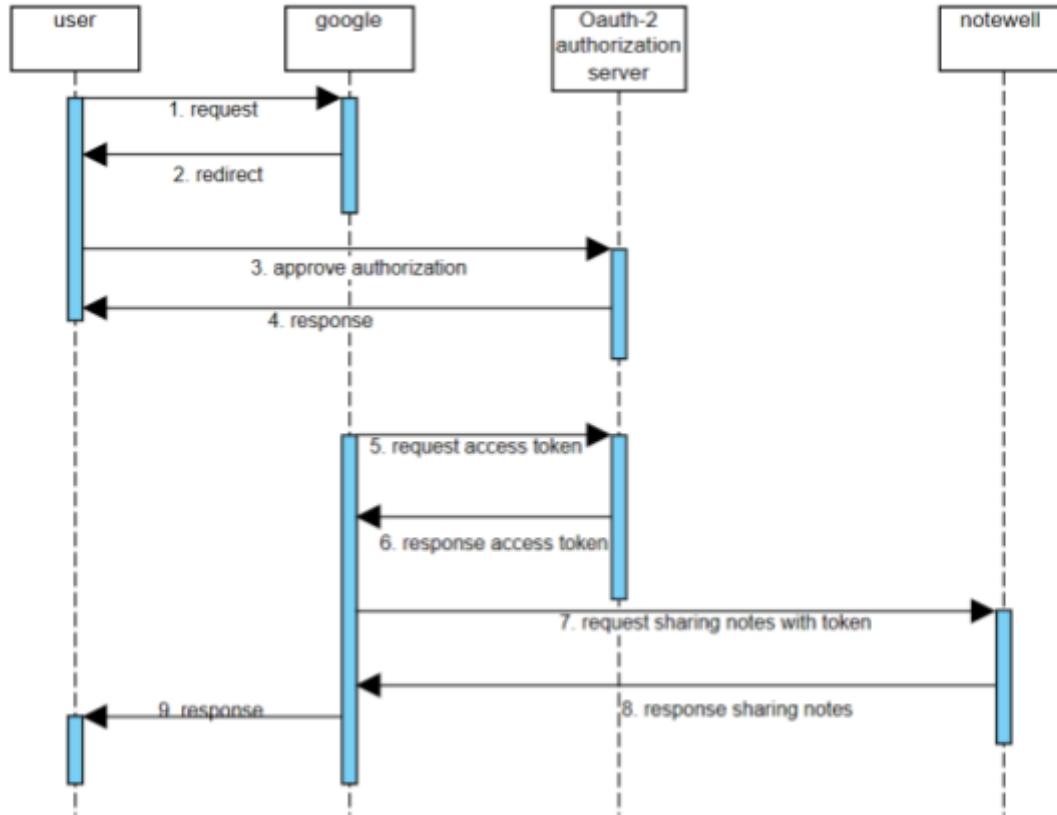 user
google
Oauth-2
authorization
server
notewell
1. request
2. redirect
3. approve authorization
4. response
5. request access token
6. response access token
7. request sharing notes with token
8. response sharing notes
9. response